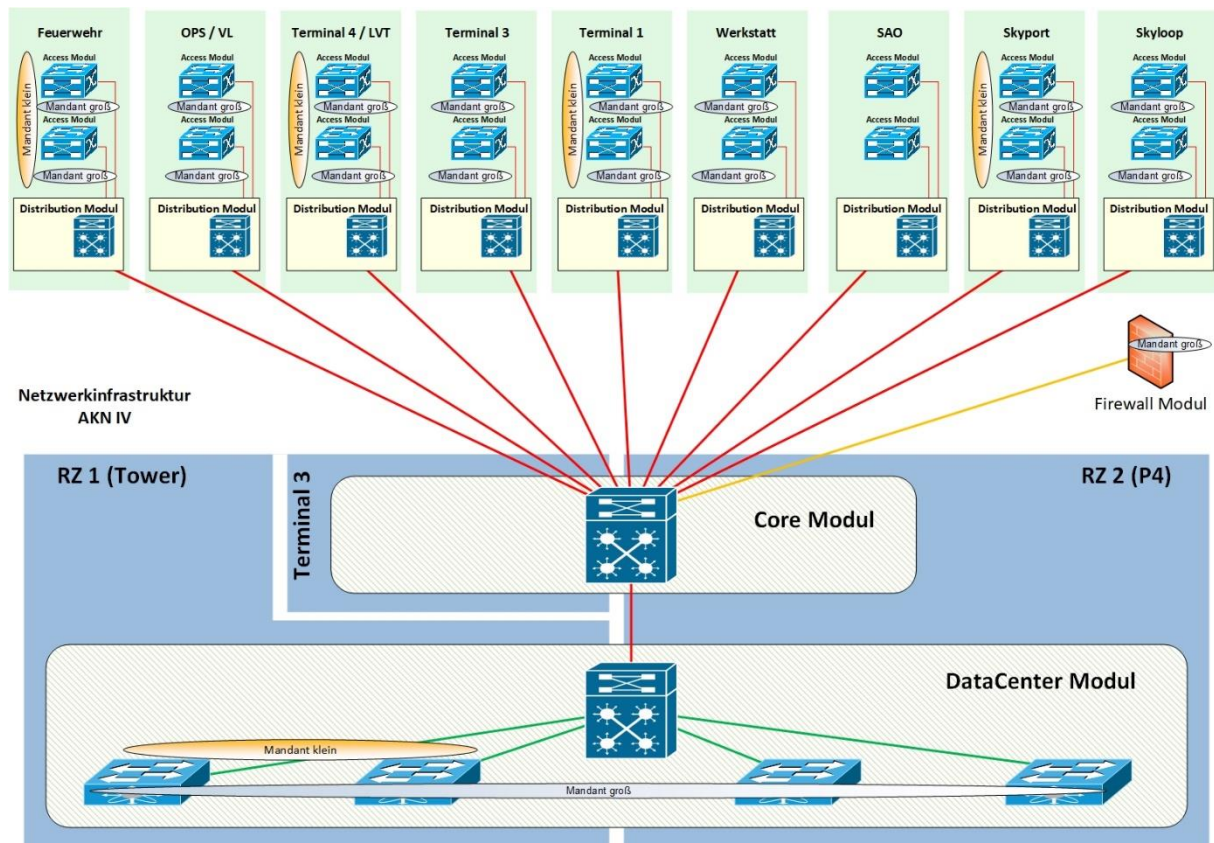 Feuerwehr
OPS / VL
Terminal 4 / LVT
Terminal 3
Terminal 1
Werkstatt
SAO
Skyport
Skyloop
Access Modul
Access Modul
Access Modul
Access Modul
Access Modul
Access Modul
Access Modul
Access Modul
Access Modul
Mandant klein
Mandant groß
Mandant groß
Mandant klein
Mandant groß
Mandant groß
Mandant klein
Mandant groß
Mandant groß
Mandant klein
Mandant groß
Mandant groß
Access Modul
Access Modul
Access Modul
Access Modul
Access Modul
Access Modul
Access Modul
Access Modul
Access Modul
Mandant groß
Mandant groß
Mandant groß
Mandant groß
Mandant groß
Mandant groß
Mandant groß
Mandant groß
Distribution Modul
Distribution Modul
Distribution Modul
Distribution Modul
Distribution Modul
Distribution Modul
Distribution Modul
Distribution Modul
Distribution Modul
Mandant groß
Firewall Modul
Netzwerkinfrastruktur
AKN IV
RZ 1 (Tower)
Terminal 3
RZ 2 (P4)
Core Modul
DataCenter Modul
Mandant klein
Mandant groß